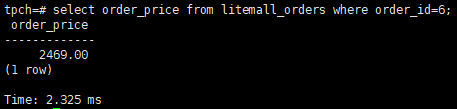 tpch=# select order_price from litemall_orders where order_id=6;
order_price
-------------
2469.00
(1 row)
Time: 2.325 ms